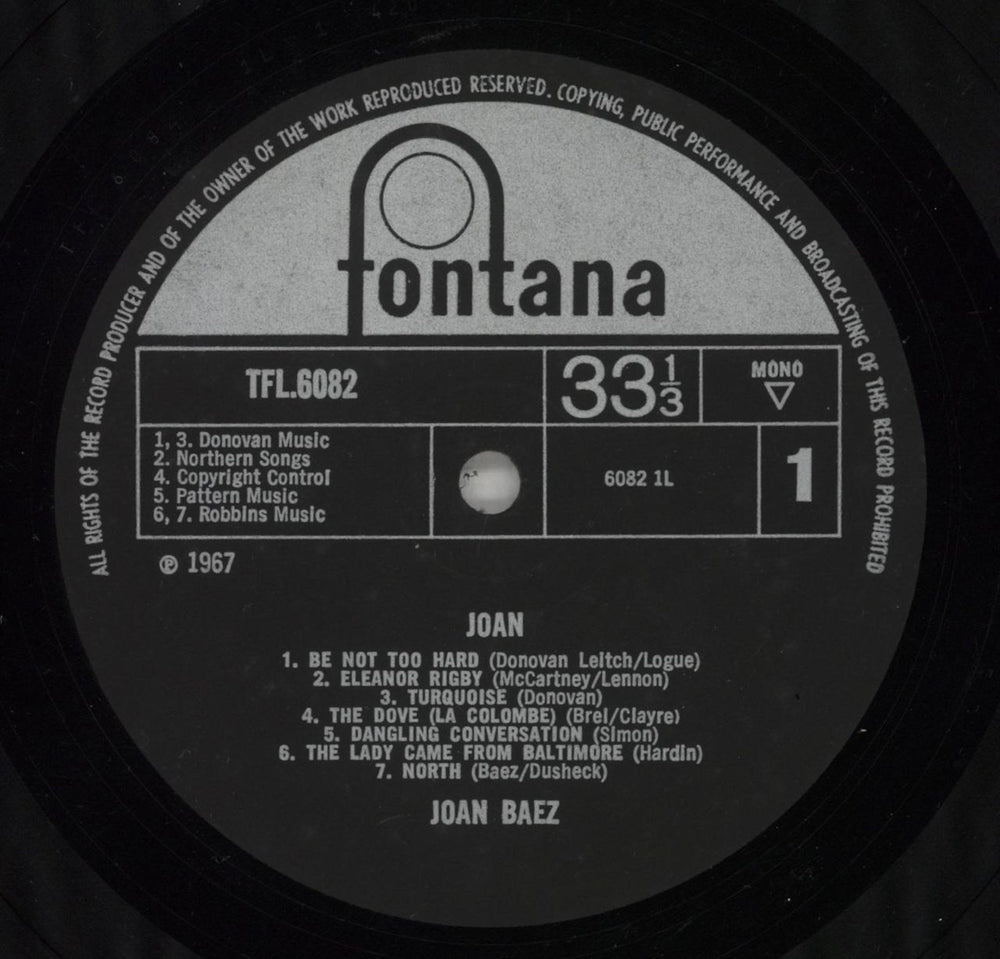 ALL RIGHTS OF THE RECORD PRODUCER AND OF THE OWNER OF THE WORK REPRODUCED RESERVED. COPYING, PUBLIC PERFORMANCE AND BROADCASTING OF THIS RECORD PROHIBITED
fontana
TFL.6082
33 1/3
MONO
1, 3. Donovan Music
2. Northern Songs
4. Copyright Control
5. Pattern Music
6, 7. Robbins Music
6082 1L
1
℗ 1967
JOAN
1. BE NOT TOO HARD (Donovan Leitch/Logue)
2. ELEANOR RIGBY (McCartney/Lennon)
3. TURQUOISE (Donovan)
4. THE DOVE (LA COLOMBE) (Brel/Clayre)
5. DANGLING CONVERSATION (Simon)
6. THE LADY CAME FROM BALTIMORE (Hardin)
7. NORTH (Baez/Dusheck)
JOAN BAEZ